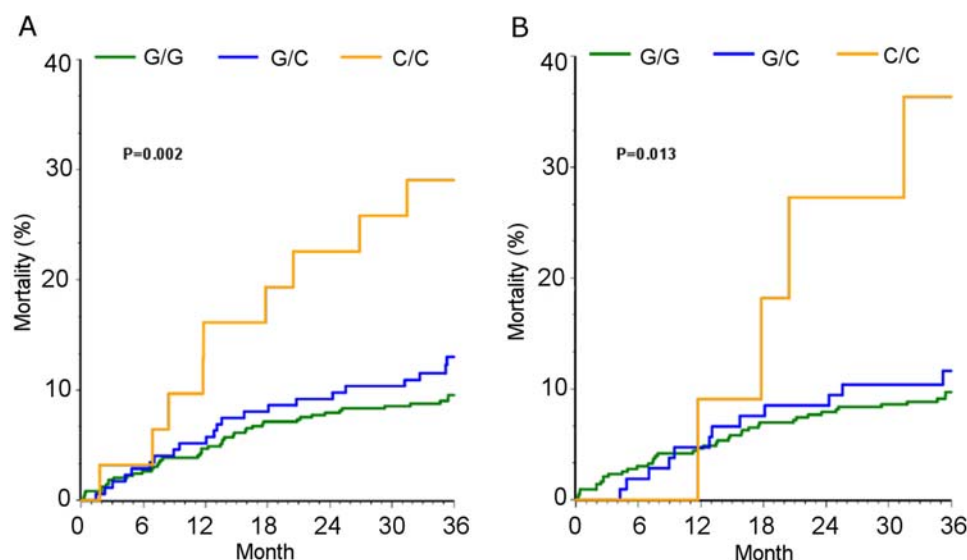 A
G/G G/C C/C
40
30
20
10
0
P=0.002
Mortality (%)
0 6 12 18 24 30 36
Month
B
G/G G/C C/C
40
30
20
10
0
P=0.013
Mortality (%)
0 6 12 18 24 30 36
Month